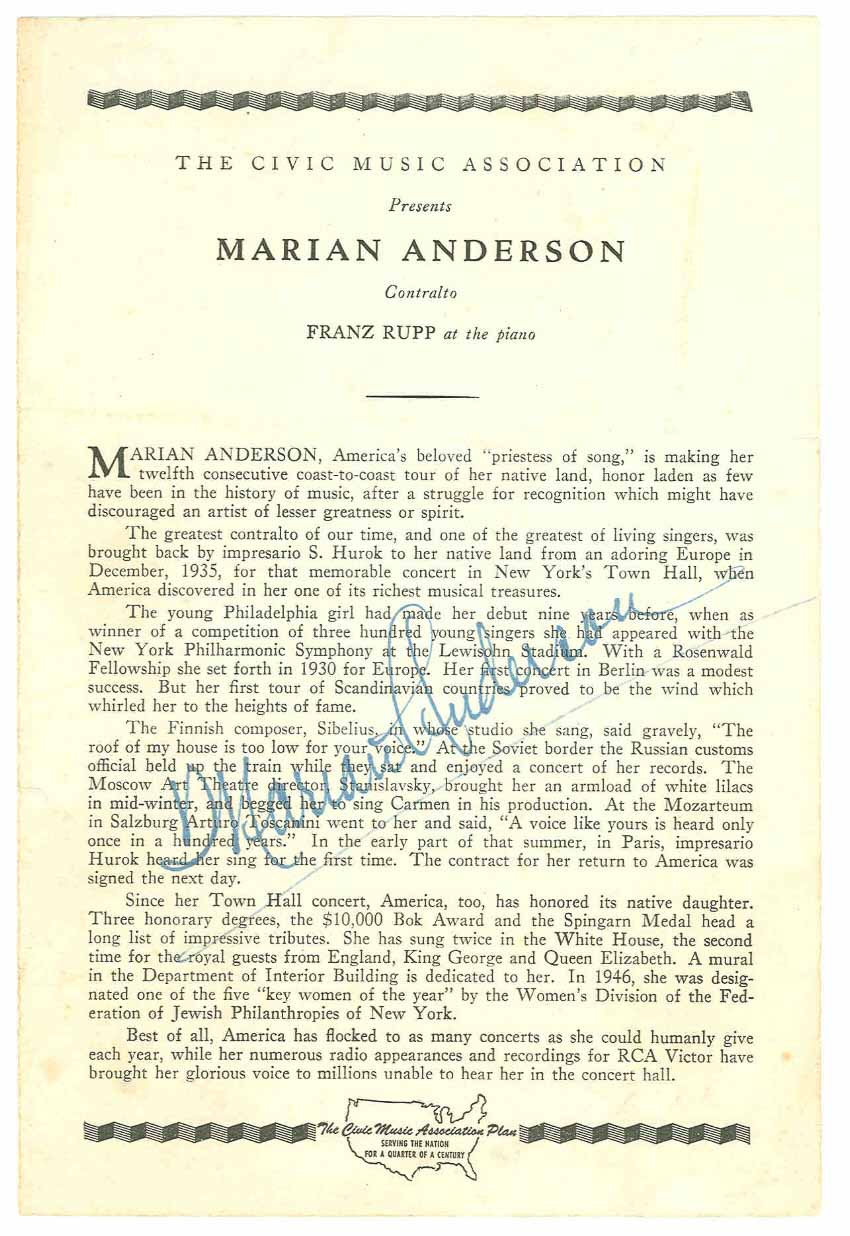 THE CIVIC MUSIC ASSOCIATION
Presents
MARIAN ANDERSON
Contralto
FRANZ RUPP at the piano
MARIAN ANDERSON, America's beloved "priestess of song," is making her
twelfth consecutive coast-to-coast tour of her native land, honor laden as few
have been in the history of music, after a struggle for recognition which might have
discouraged an artist of lesser greatness or spirit.
The greatest contralto of our time, and one of the greatest of living singers, was
brought back by impresario S. Hurok to her native land from an adoring Europe in
December, 1935, for that memorable concert in New York's Town Hall, when
America discovered in her one of its richest musical treasures.
The young Philadelphia girl had made her debut nine years before, when as
winner of a competition of three hundred young singers she had appeared with the
New York Philharmonic Symphony at the Lewisohn Stadium. With a Rosenwald
Fellowship she set forth in 1930 for Europe. Her first concert in Berlin was a modest
success. But her first tour of Scandinavian countries proved to be the wind which
whirled her to the heights of fame.
The Finnish composer, Sibelius, in whose studio she sang, said gravely, "The
roof of my house is too low for your voice." At the Soviet border the Russian customs
official held up the train while they sat and enjoyed a concert of her records. The
Moscow Art Theatre director, Stanislavsky, brought her an armload of white lilacs
in mid-winter, and begged her to sing Carmen in his production. At the Mozarteum
in Salzburg Arturo Toscanini went to her and said, "A voice like yours is heard only
once in a hundred years." In the early part of that summer, in Paris, impresario
Hurok heard her sing for the first time. The contract for her return to America was
signed the next day.
Since her Town Hall concert, America, too, has honored its native daughter.
Three honorary degrees, the $10,000 Bok Award and the Spingarn Medal head a
long list of impressive tributes. She has sung twice in the White House, the second
time for the royal guests from England, King George and Queen Elizabeth. A mural
in the Department of Interior Building is dedicated to her. In 1946, she was desig-
nated one of the five "key women of the year" by the Women's Division of the Fed-
eration of Jewish Philanthropies of New York.
Best of all, America has flocked to as many concerts as she could humanly give
each year, while her numerous radio appearances and recordings for RCA Victor have
brought her glorious voice to millions unable to hear her in the concert hall.
Marian Anderson
The Civic Music Association Plan
SERVING THE NATION
FOR A QUARTER OF A CENTURY